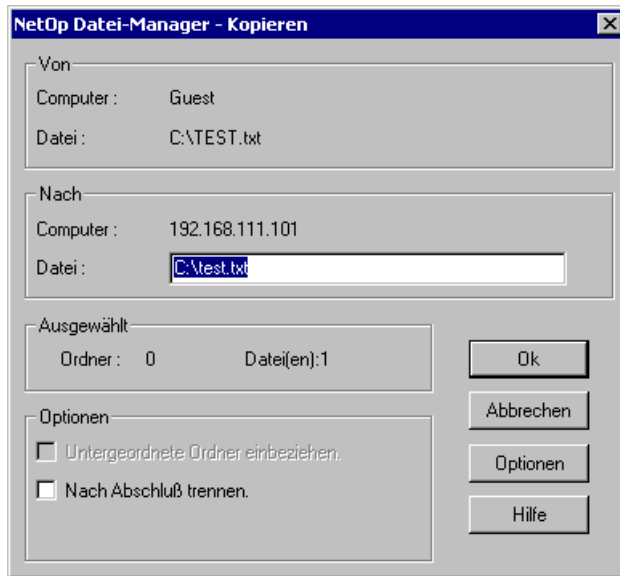 NetOp Datei-Manager - Kopieren
Von
Computer : Guest
Datei : C:\TEST.txt
Nach
Computer : 192.168.111.101
Datei : C:\test.txt
Ausgewählt
Ordner : 0 Datei(en):1
Optionen
Untergeordnete Ordner einbeziehen.
Nach Abschluß trennen.
Ok
Abbrechen
Optionen
Hilfe